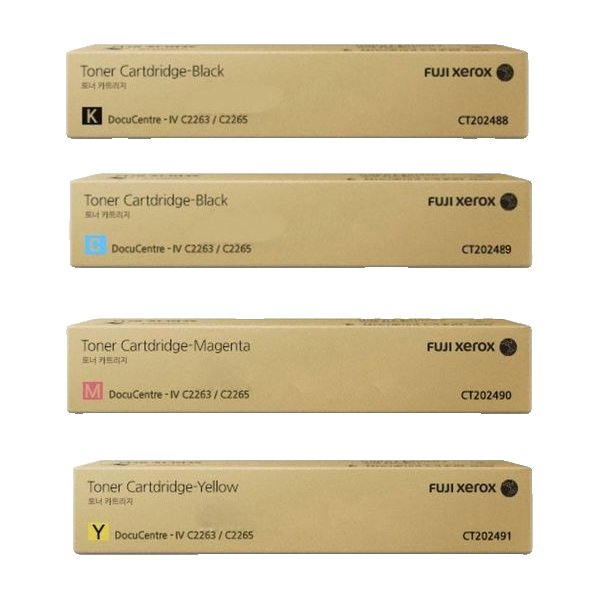 Toner Cartdridge-Black
FUJI xerox
토너 카트리지
K
DocuCentre - IV C2263 / C2265
CT202488
Toner Cartdridge-Black
FUJI xerox
토너 카트리지
C
DocuCentre - IV C2263 / C2265
CT202489
Toner Cartdridge-Magenta
FUJI xerox
토너 카트리지
M
DocuCentre - IV C2263 / C2265
CT202490
Toner Cartdridge-Yellow
FUJI xerox
토너 카트리지
Y
DocuCentre - IV C2263 / C2265
CT202491